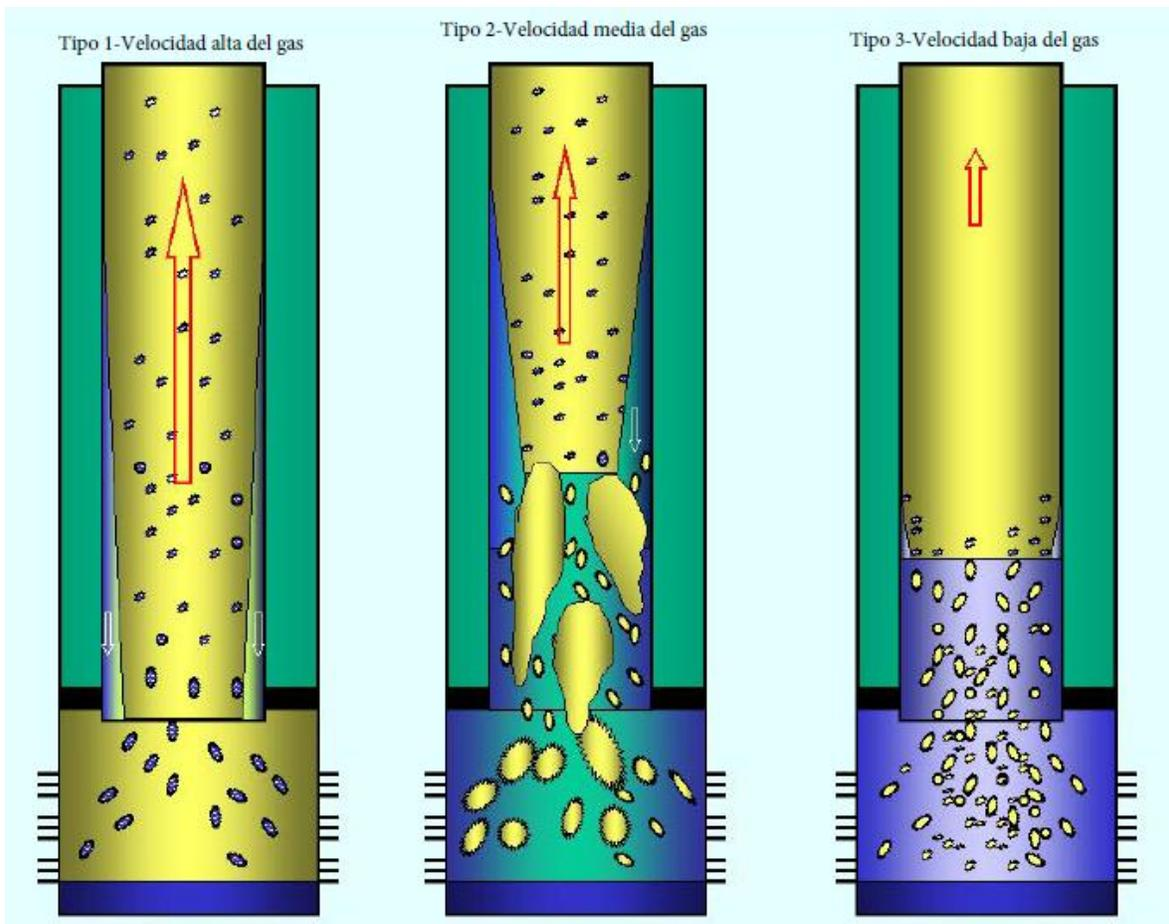 Tipo 1-Velocidad alta del gas
Tipo 2-Velocidad media del gas
Tipo 3-Velocidad baja del gas